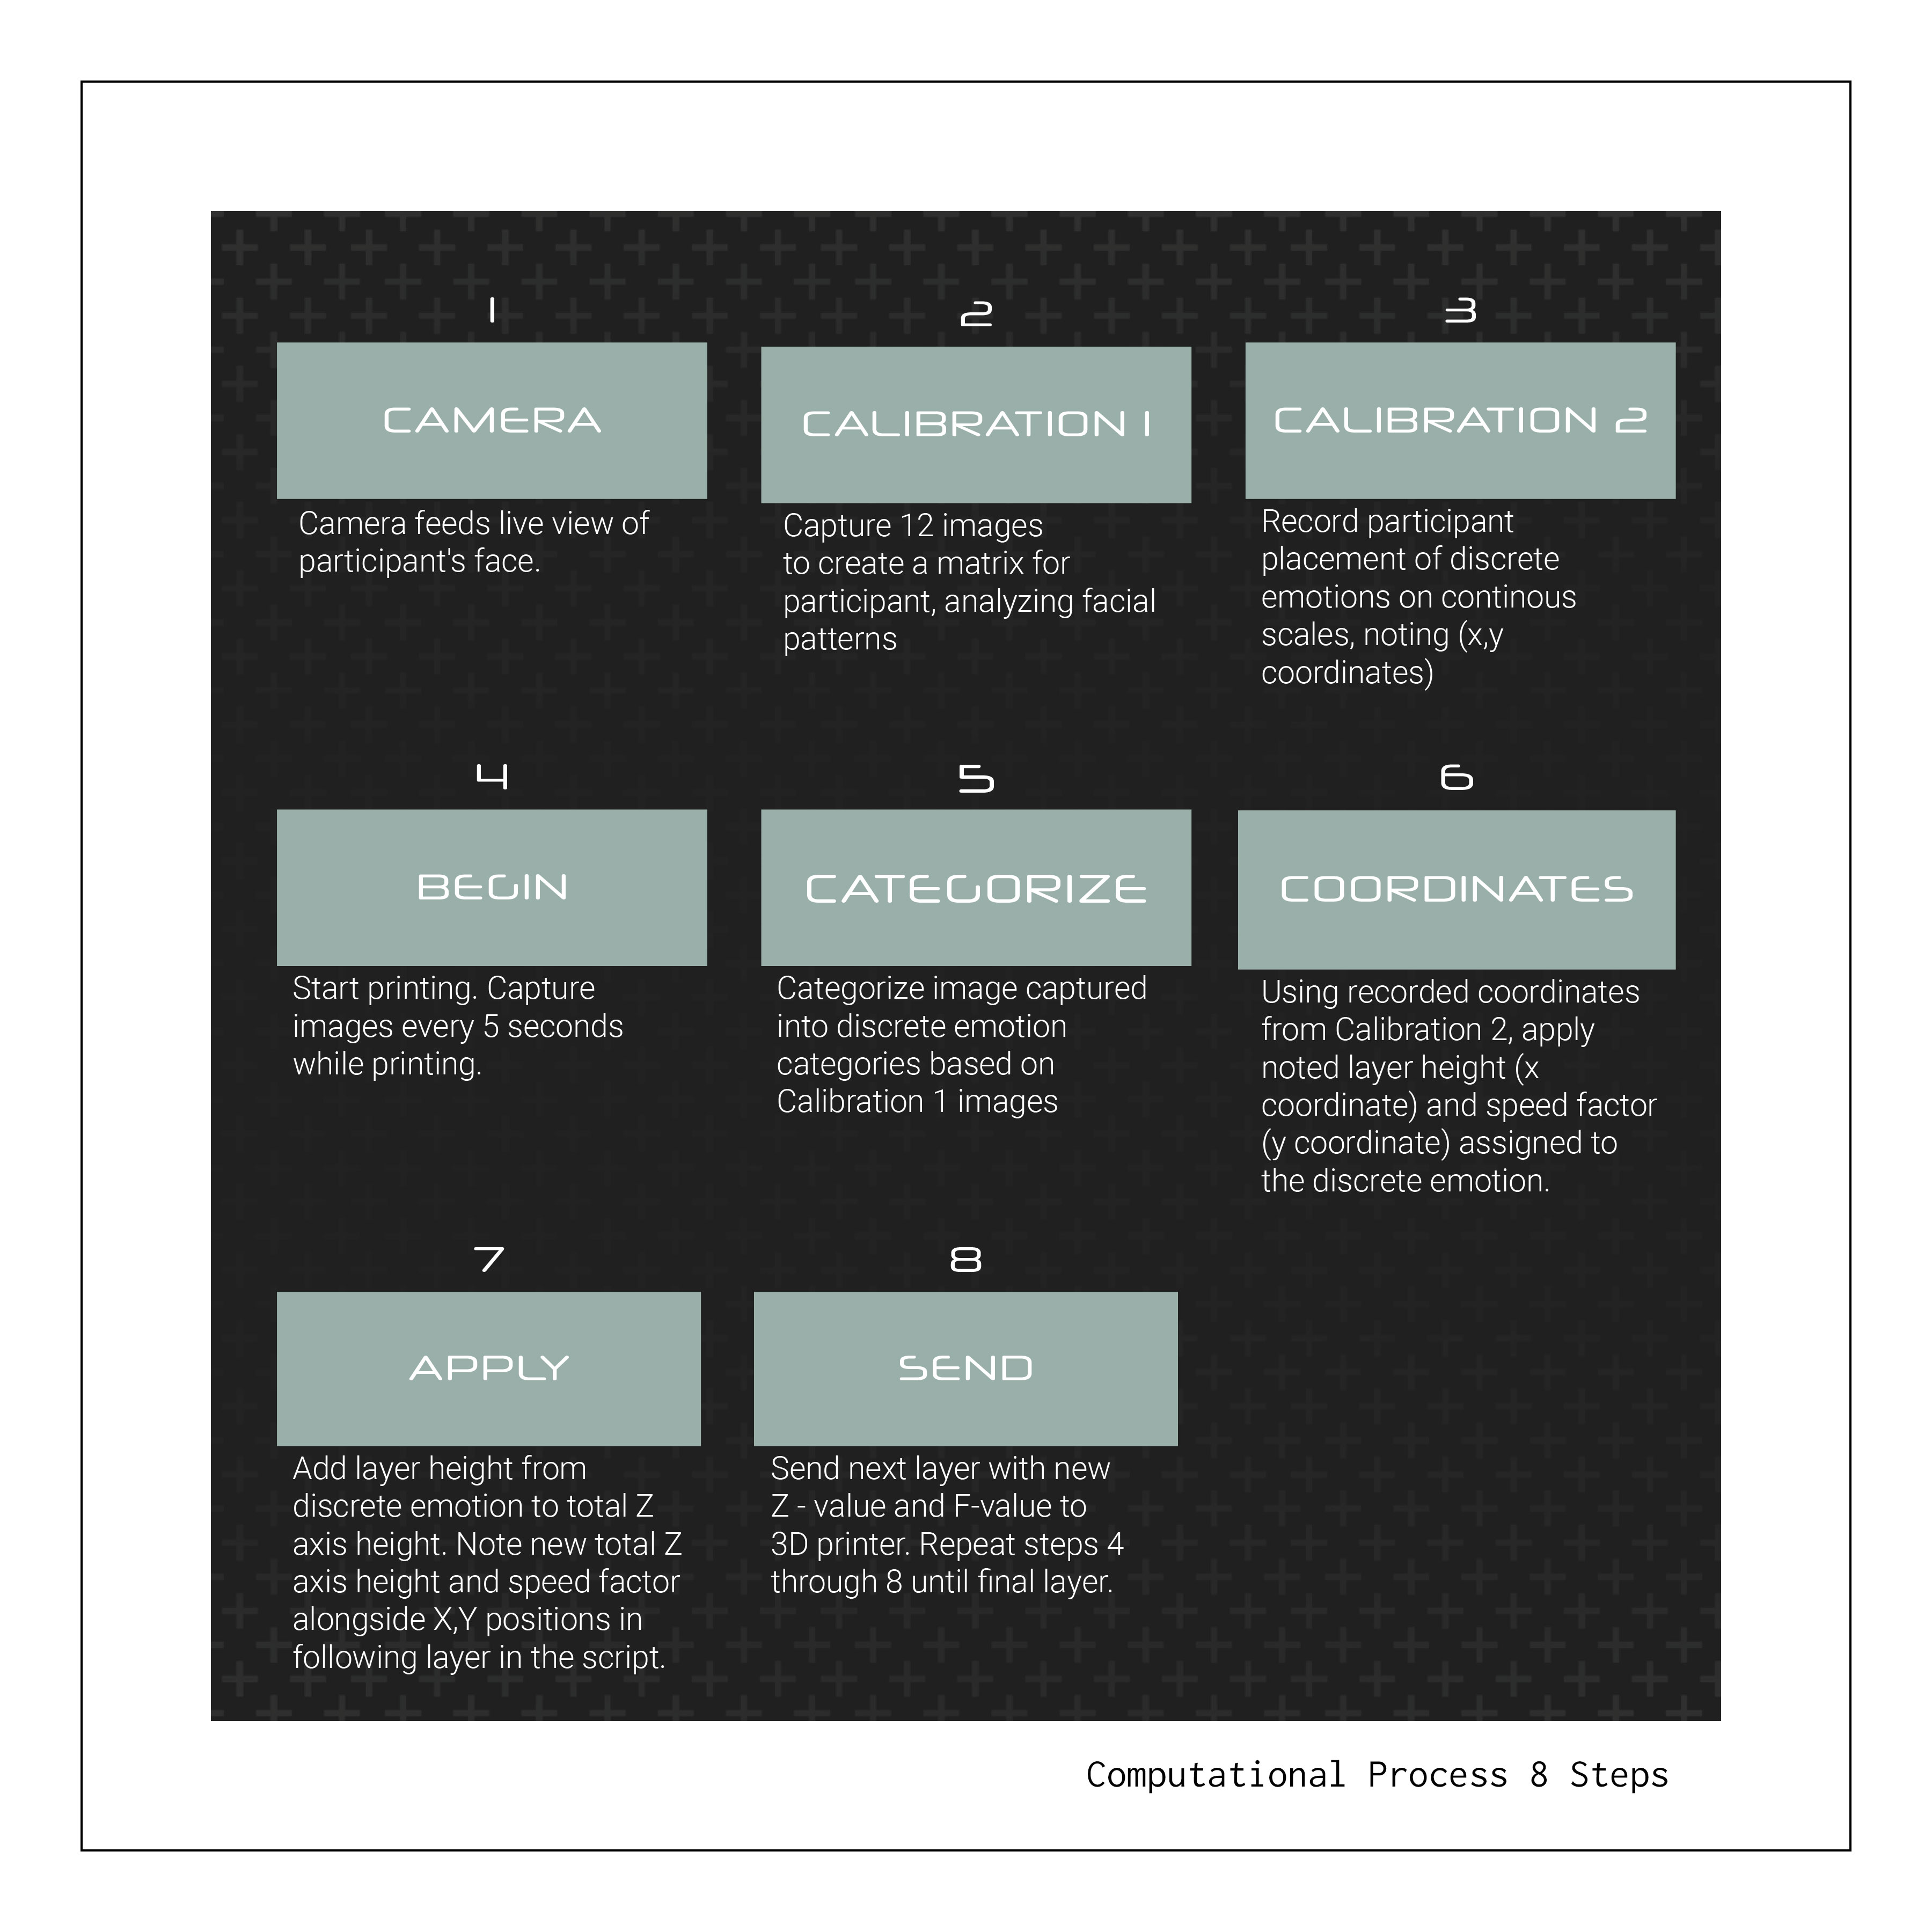 1
CAMERA
Camera feeds live view of
participant's face.
2
CALIBRATION 1
Capture 12 images
to create a matrix for
participant, analyzing facial
patterns
3
CALIBRATION 2
Record participant
placement of discrete
emotions on continous
scales, noting (x,y
coordinates)
4
BEGIN
Start printing. Capture
images every 5 seconds
while printing.
5
CATEGORIZE
Categorize image captured
into discrete emotion
categories based on
Calibration 1 images
6
COORDINATES
Using recorded coordinates
from Calibration 2, apply
noted layer height (x
coordinate) and speed factor
(y coordinate) assigned to
the discrete emotion.
7
APPLY
Add layer height from
discrete emotion to total Z
axis height. Note new total Z
axis height and speed factor
alongside X,Y positions in
following layer in the script.
8
SEND
Send next layer with new
Z - value and F-value to
3D printer. Repeat steps 4
through 8 until final layer.
Computational Process 8 Steps